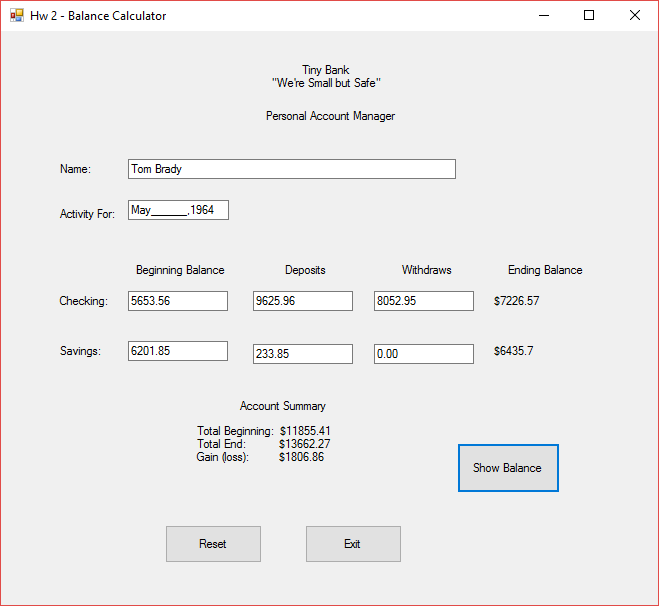 Hw 2 - Balance Calculator
Tiny Bank
"We're Small but Safe"
Personal Account Manager
Name: Tom Brady
Activity For: May______,1964
Beginning Balance Deposits Withdraws Ending Balance
Checking: 5653.56 9625.96 8052.95 $7226.57
Savings: 6201.85 233.85 0.00 $6435.7
Account Summary
Total Beginning: $11855.41
Total End: $13662.27
Gain (loss): $1806.86
Show Balance
Reset Exit